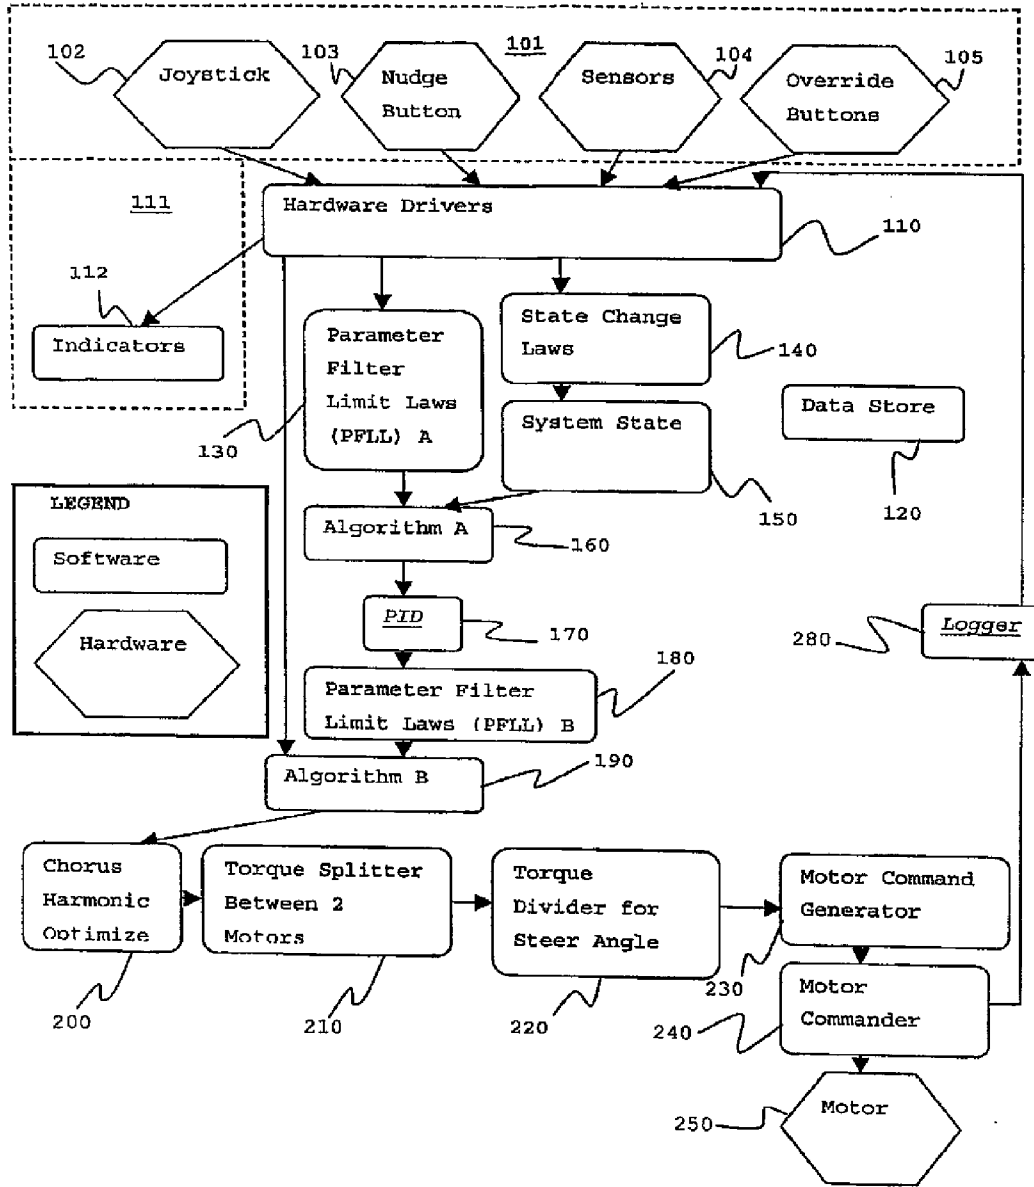 101
102
Joystick
103
Nudge
Button
Sensors
104
Override
Buttons
105
111
Hardware Drivers
110
112
Indicators
Parameter
Filter
Limit Laws
(PFLL) A
130
State Change
Laws
140
System State
150
Data Store
120
LEGEND
Software
Hardware
Algorithm A
160
PID
170
Parameter Filter
Limit Laws (PFLL) B
180
Algorithm B
190
Logger
280
Chorus
Harmonic
Optimize
200
Torque Splitter
Between 2
Motors
210
Torque
Divider for
Steer Angle
220
Motor Command
Generator
230
Motor
Commander
240
Motor
250